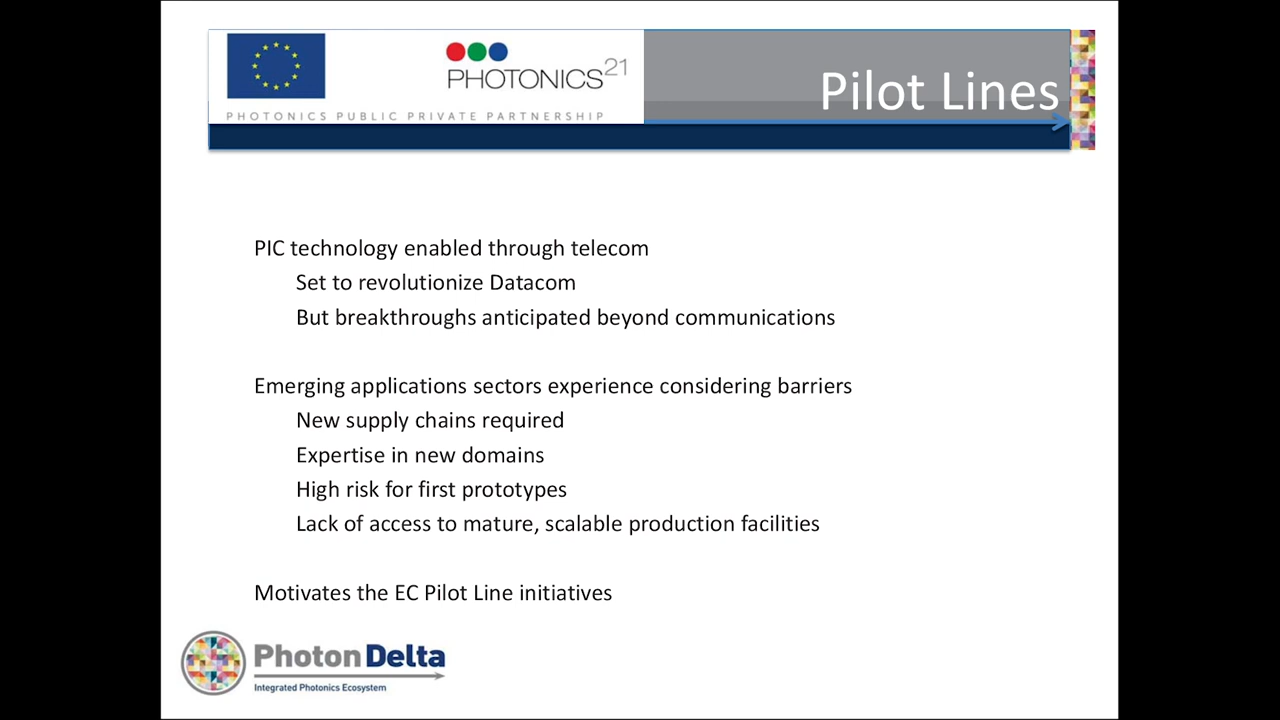 PHOTONICS21
PHOTONICS PUBLIC PRIVATE PARTNERSHIP
Pilot Lines
PIC technology enabled through telecom
Set to revolutionize Datacom
But breakthroughs anticipated beyond communications
Emerging applications sectors experience considering barriers
New supply chains required
Expertise in new domains
High risk for first prototypes
Lack of access to mature, scalable production facilities
Motivates the EC Pilot Line initiatives
PhotonDelta
Integrated Photonics Ecosystem